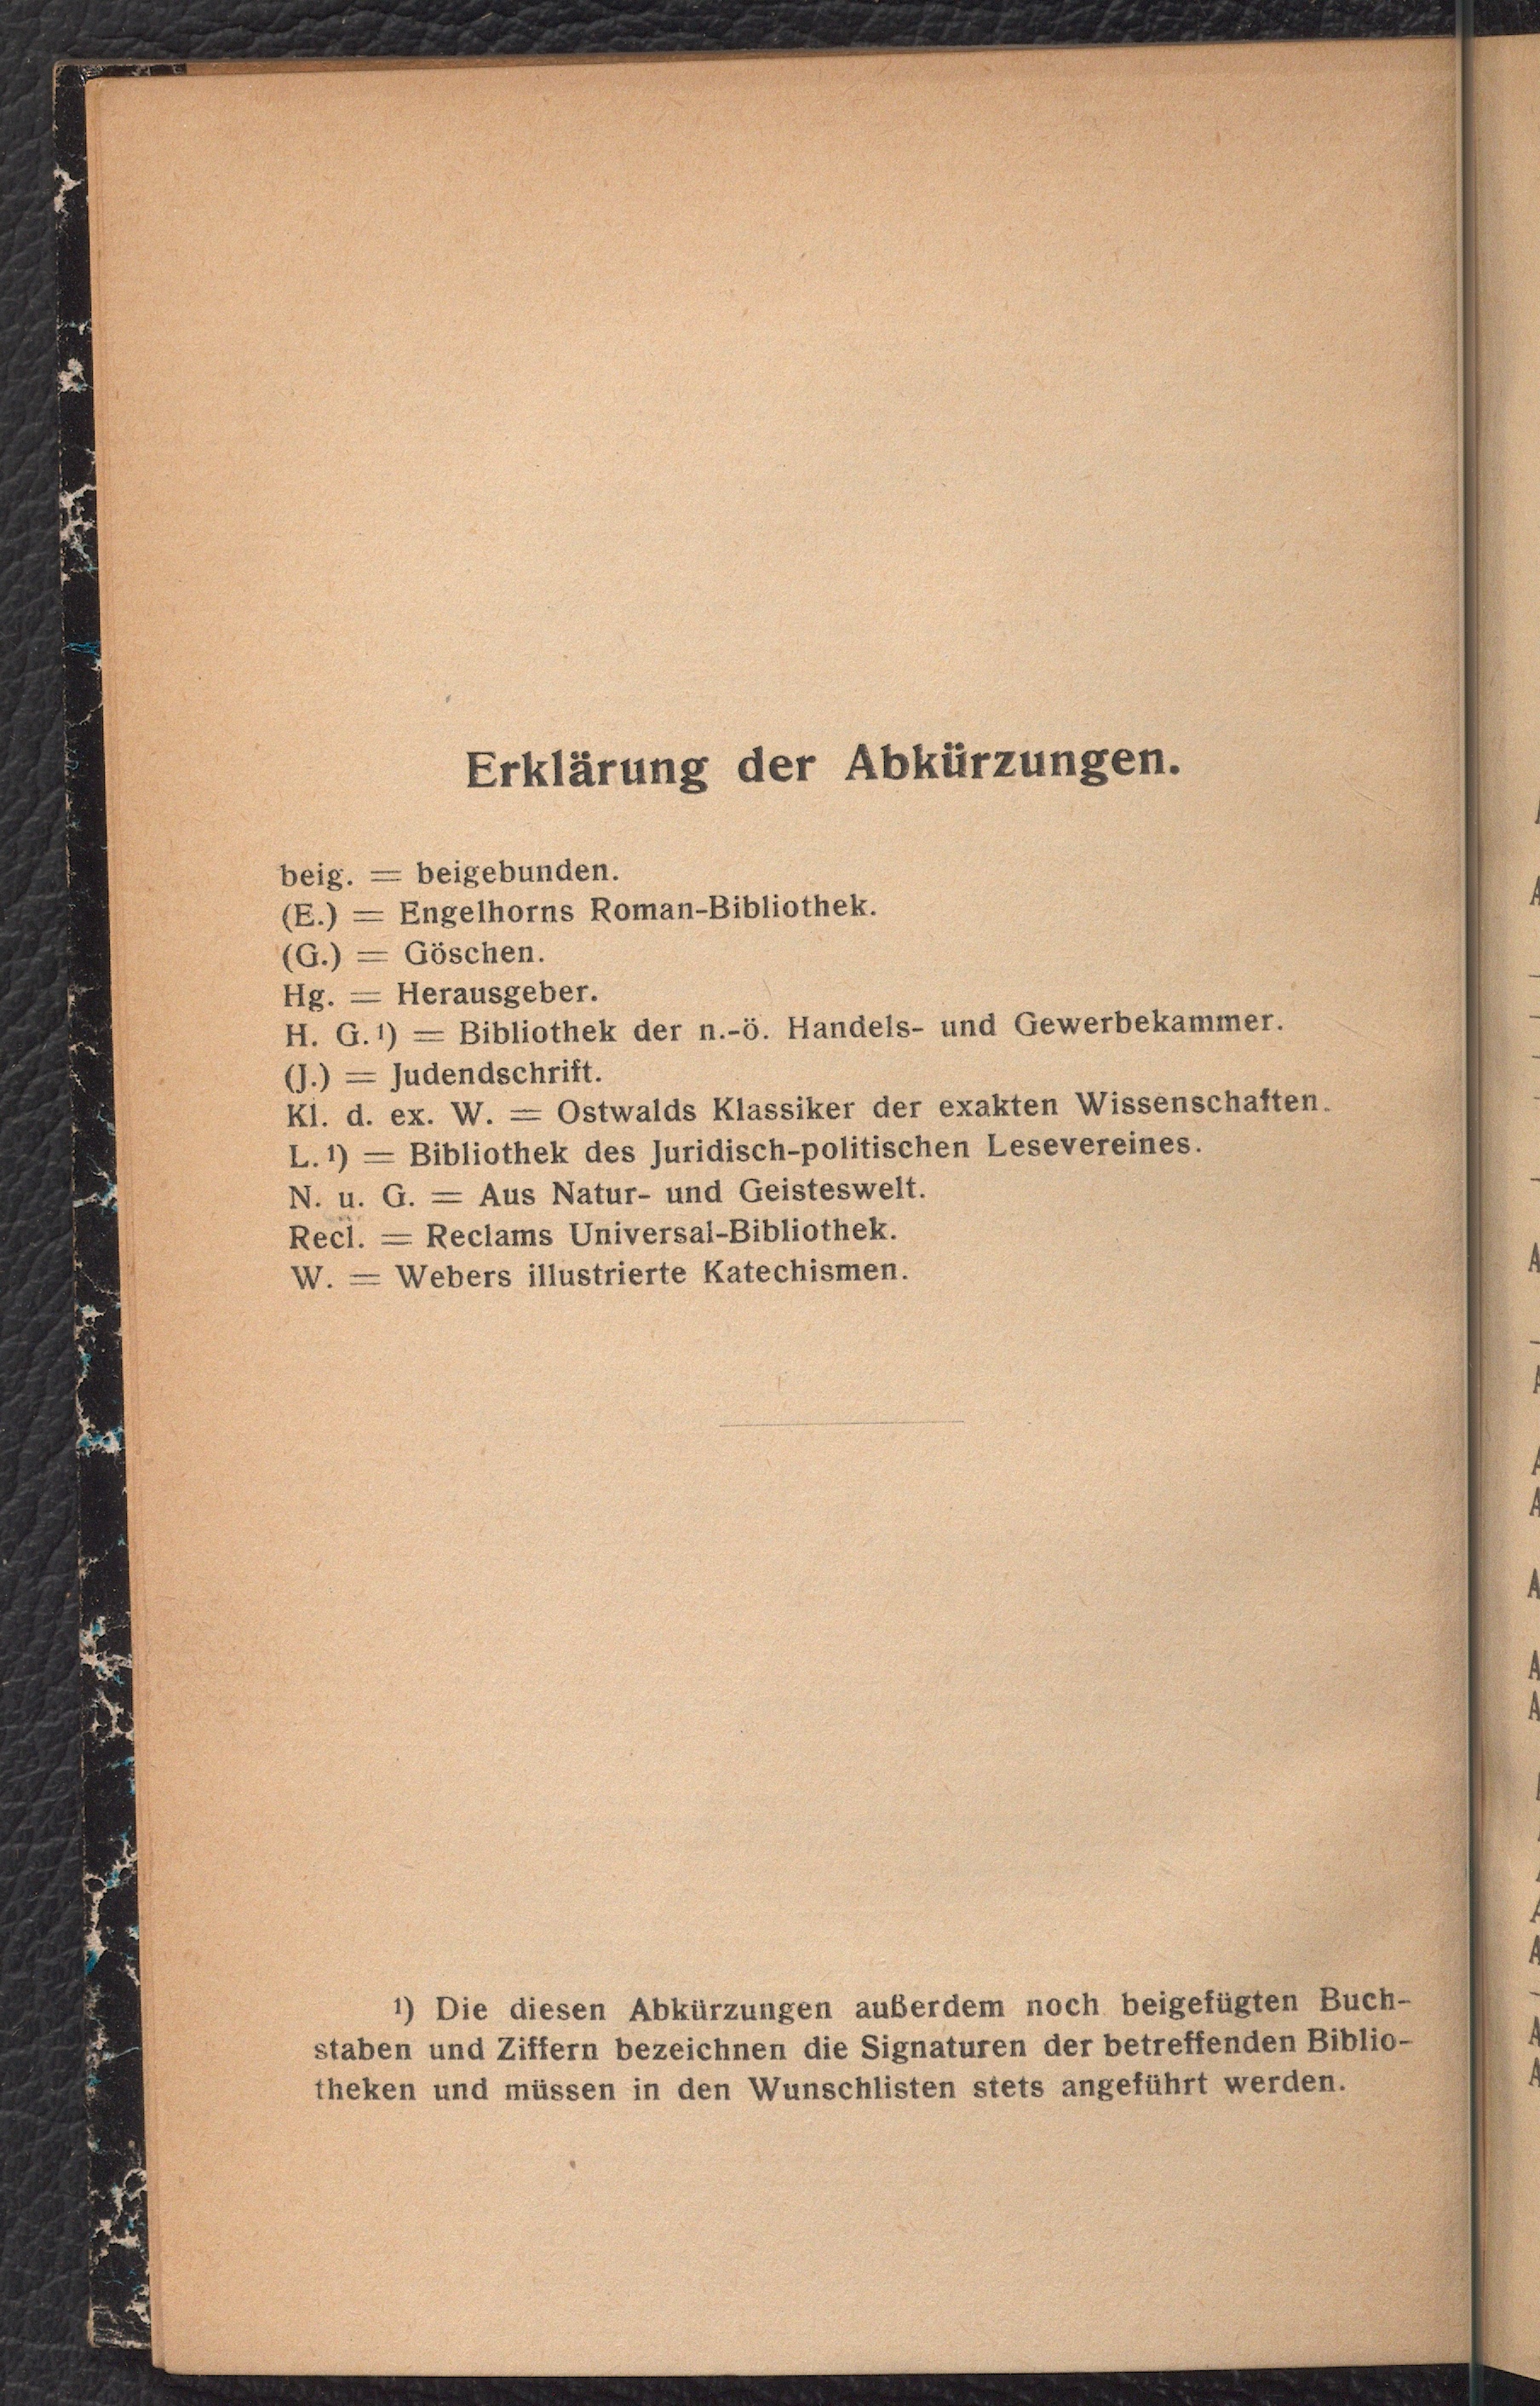 Erklärung der Abkürzungen.
beig. = beigebunden.
(E.) = Engelhorns Roman-Bibliothek.
(G.) = Göschen.
Hg. = Herausgeber.
H. G.¹) = Bibliothek der n.-ö. Handels- und Gewerbekammer.
(J.) = Judendschrift.
Kl. d. ex. W. = Ostwalds Klassiker der exakten Wissenschaften.
L.¹) = Bibliothek des Juridisch-politischen Lesevereines.
N. u. G. = Aus Natur- und Geisteswelt.
Recl. = Reclams Universal-Bibliothek.
W. = Webers illustrierte Katechismen.
¹) Die diesen Abkürzungen außerdem noch beigefügten Buch-
staben und Ziffern bezeichnen die Signaturen der betreffenden Biblio-
theken und müssen in den Wunschlisten stets angeführt werden.